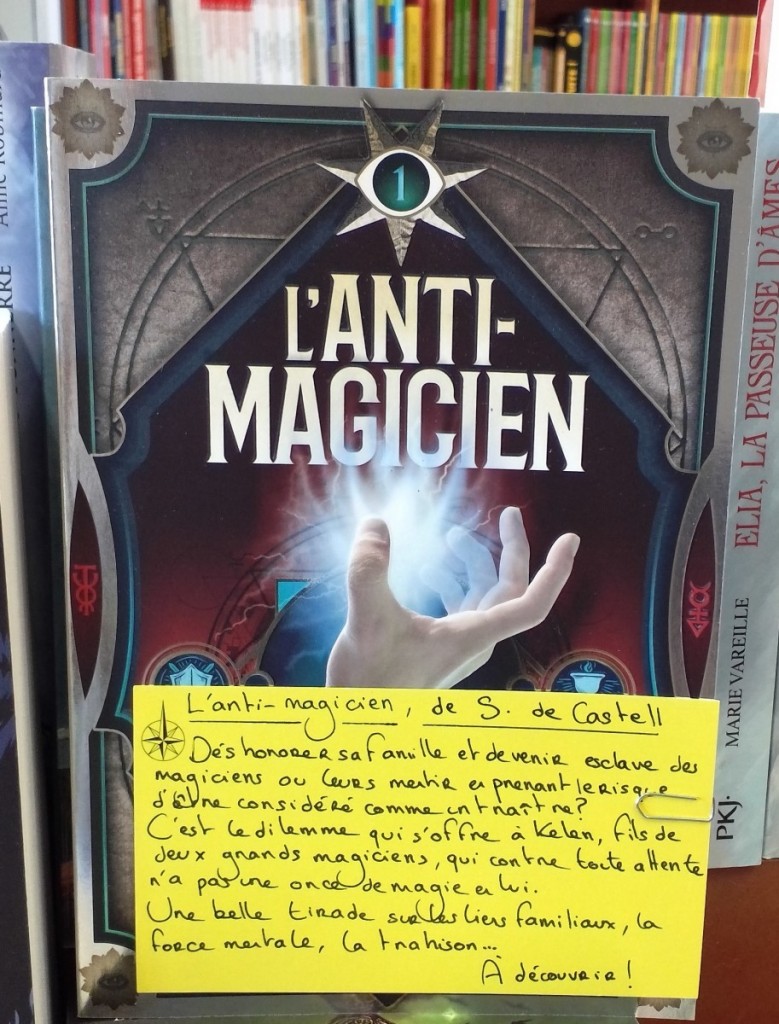 1
L'ANTI-
MAGICIEN
L'anti-magicien, de S. de Castell
Déshonorer sa famille et devenir esclave des
magiciens ou leurs mentir en prenant le risque
d'être considéré comme un traître?
C'est le dilemme qui s'offre à Kelen, fils de
deux grands magiciens, qui contre toute attente
n'a pas une once de magie en lui.
Une belle tirade sur les liens familiaux, la
force mentale, la trahison...
À découvrir!
ELIA, LA PASSEUSE D'ÂMES
MARIE VAREILLE
PKJ.